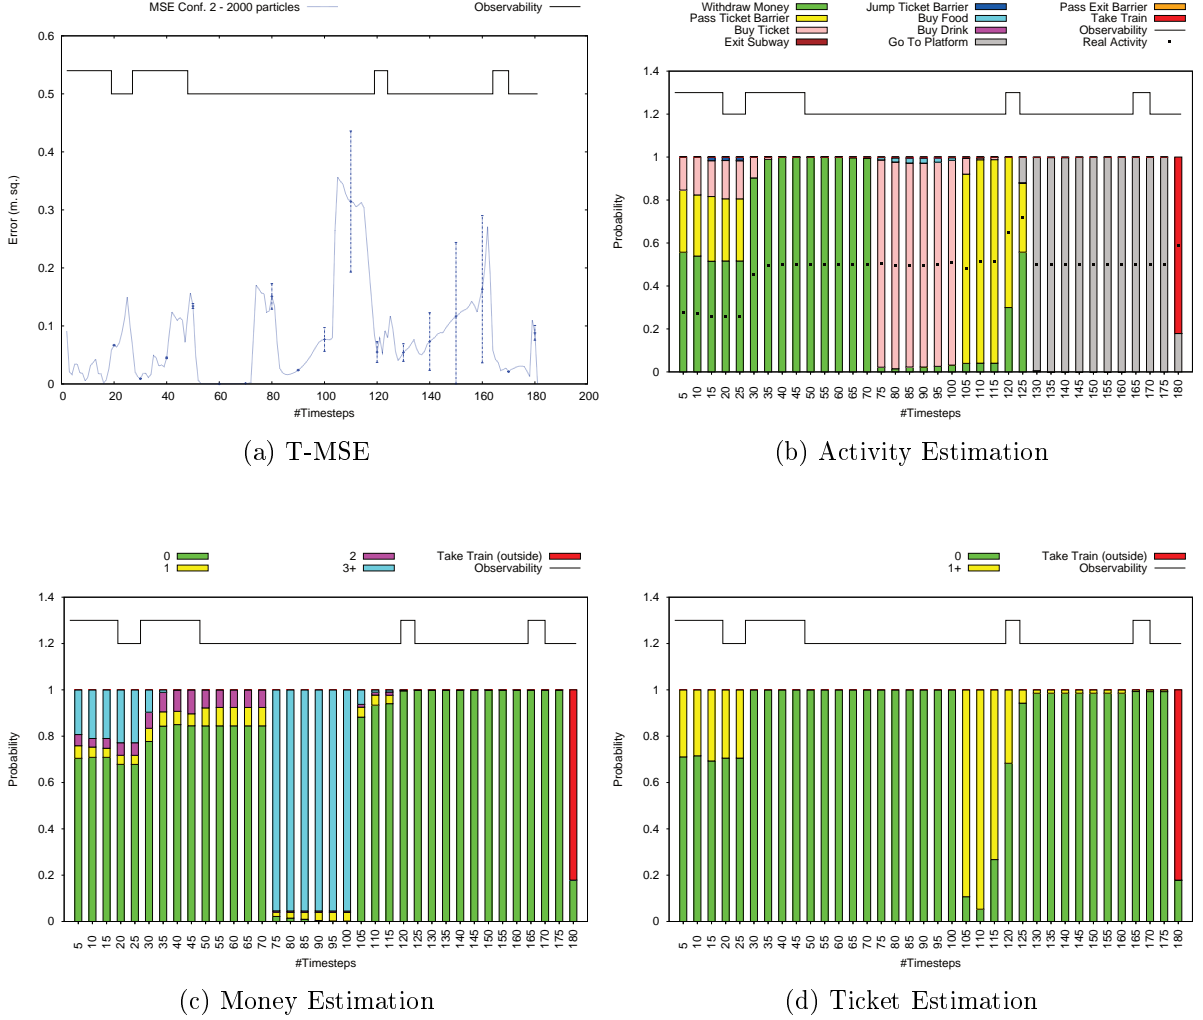 MSE Conf. 2 - 2000 particles Observability
0.6
0.5
0.4
0.3
0.2
0.1
0
Error (m. sq.)
0 20 40 60 80 100 120 140 160 180 200
#Timesteps
(a) T-MSE
Withdraw Money Jump Ticket Barrier Pass Exit Barrier
Pass Ticket Barrier Buy Food Take Train
Buy Ticket Buy Drink Observability
Exit Subway Go To Platform Real Activity
1.4
1.2
1
0.8
0.6
0.4
0.2
0
Probability
5 10 15 20 25 30 35 40 45 50 55 60 65 70 75 80 85 90 95 100 105 110 115 120 125 130 135 140 145 150 155 160 165 170 175 180
#Timesteps
(b) Activity Estimation
0 2 Take Train (outside)
1 3+ Observability
1.4
1.2
1
0.8
0.6
0.4
0.2
0
Probability
5 10 15 20 25 30 35 40 45 50 55 60 65 70 75 80 85 90 95 100 105 110 115 120 125 130 135 140 145 150 155 160 165 170 175 180
#Timesteps
(c) Money Estimation
0 Take Train (outside)
1+ Observability
1.4
1.2
1
0.8
0.6
0.4
0.2
0
Probability
5 10 15 20 25 30 35 40 45 50 55 60 65 70 75 80 85 90 95 100 105 110 115 120 125 130 135 140 145 150 155 160 165 170 175 180
#Timesteps
(d) Ticket Estimation